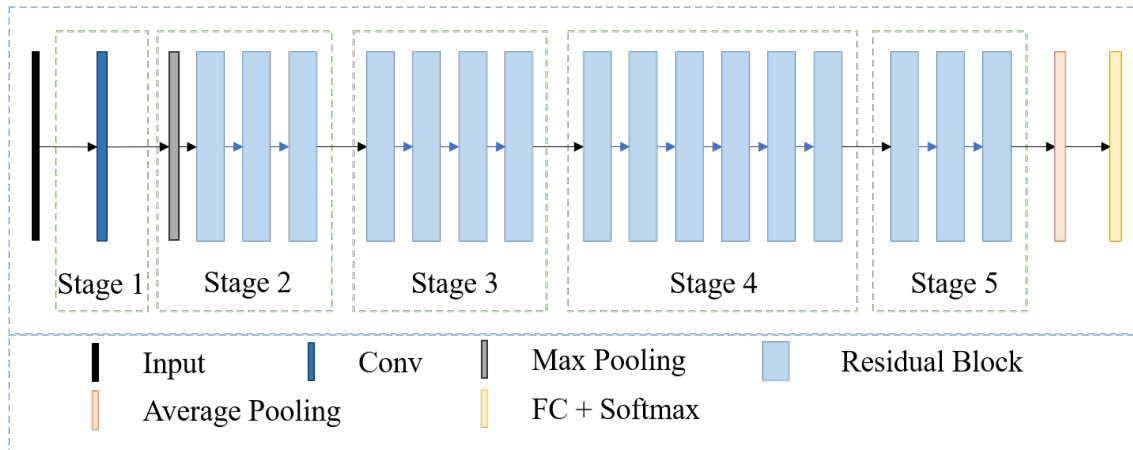 Stage 1 Stage 2 Stage 3 Stage 4 Stage 5
Input Conv Max Pooling Residual Block
Average Pooling FC + Softmax